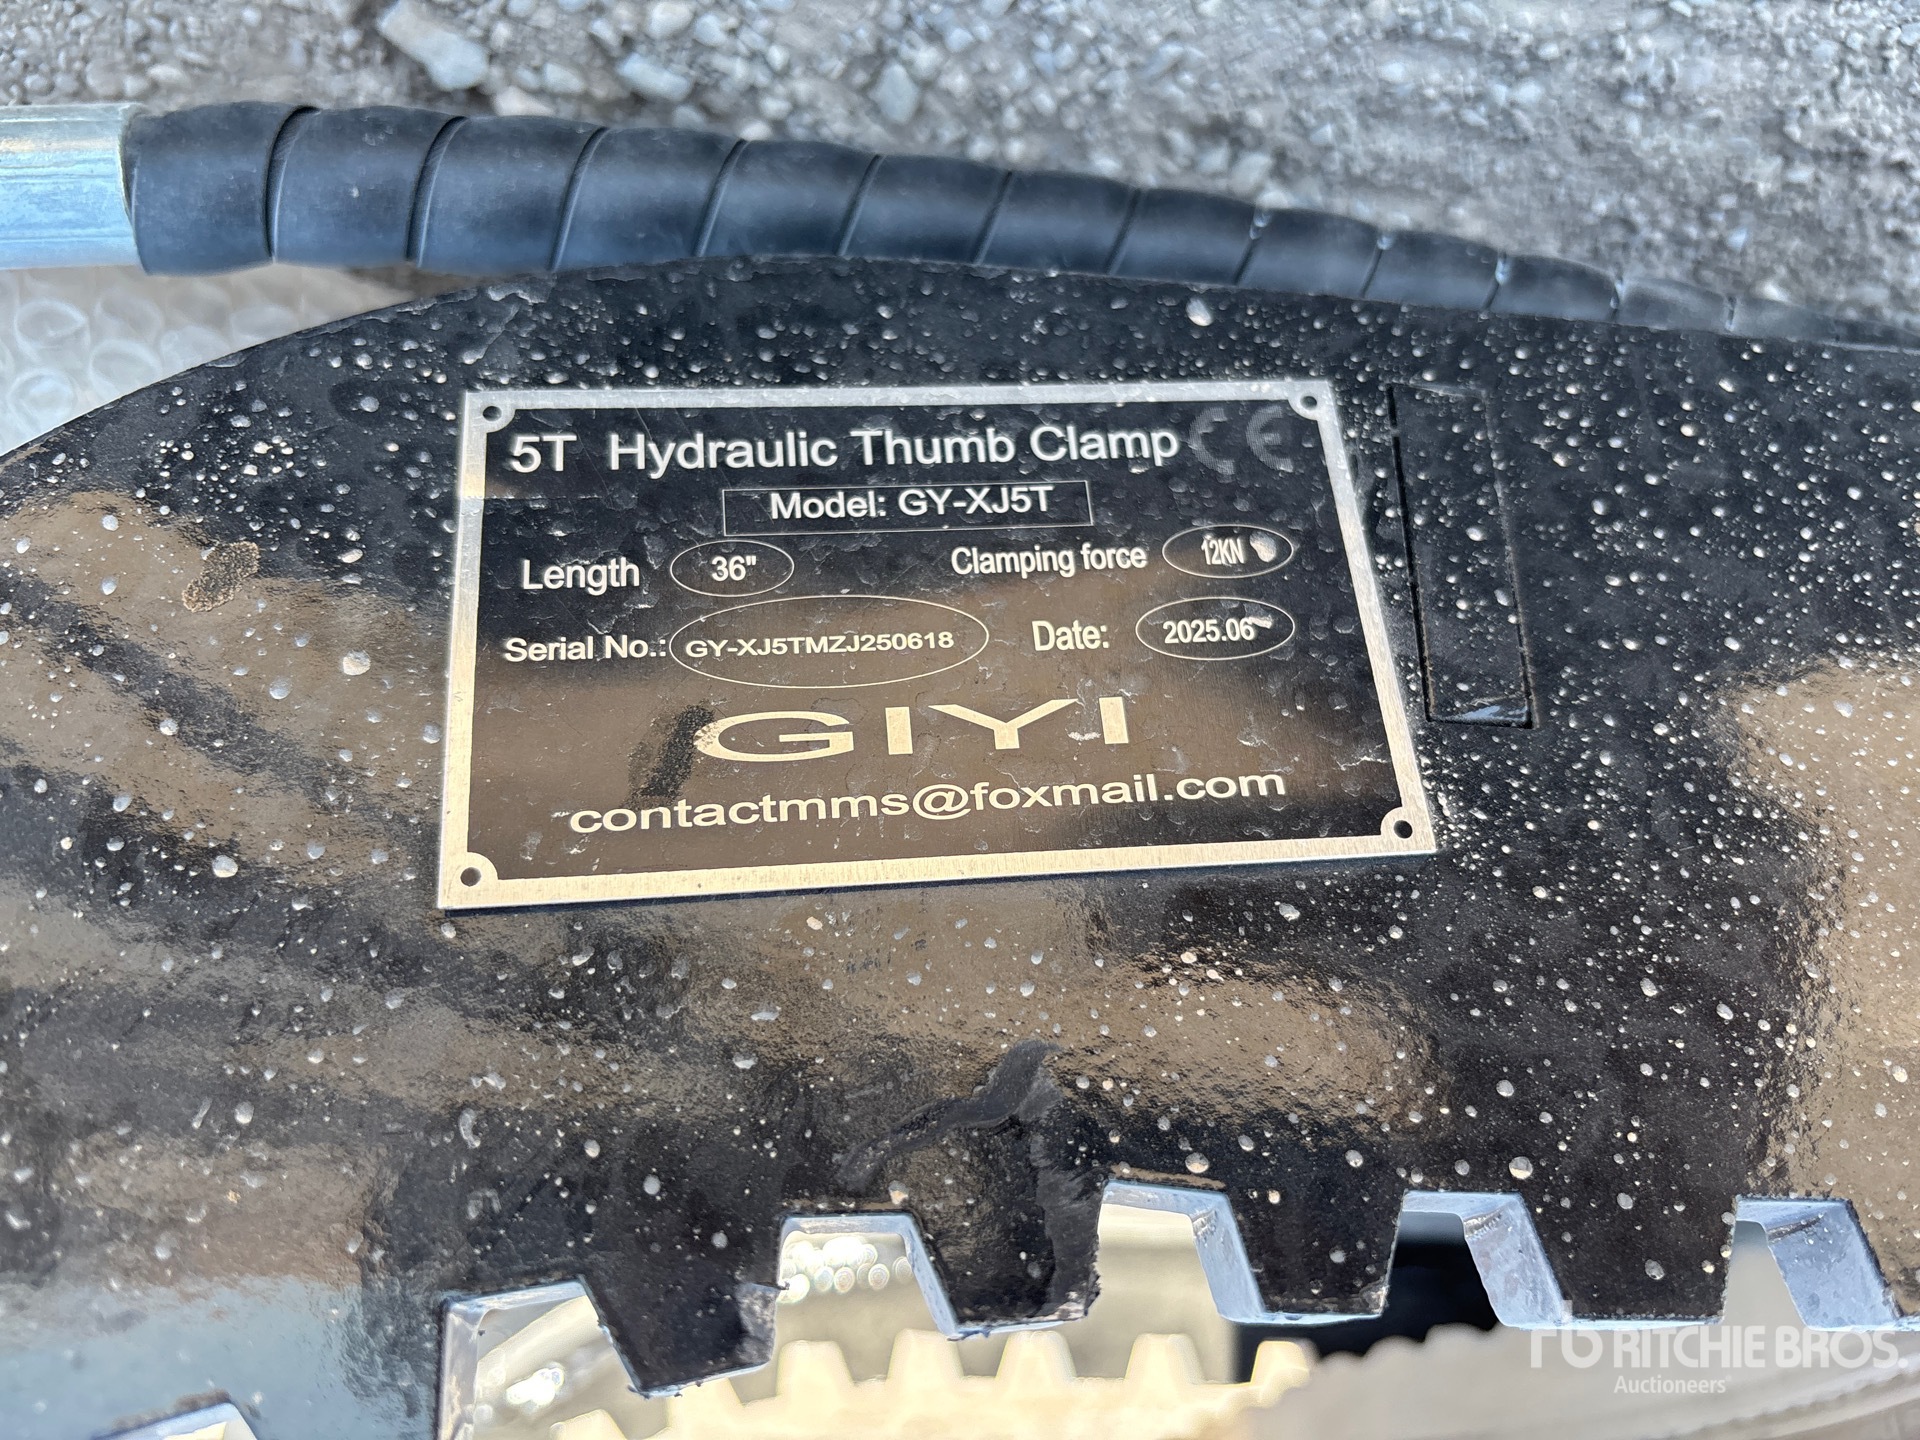 5T Hydraulic Thumb Clamp CE
Model: GY-XJ5T
Length 36" Clamping force 12KN
Serial No.: GY-XJ5TMZJ250618 Date: 2025.06
GIYI
contactmms@foxmail.com
rb RITCHIE BROS.
Auctioneers